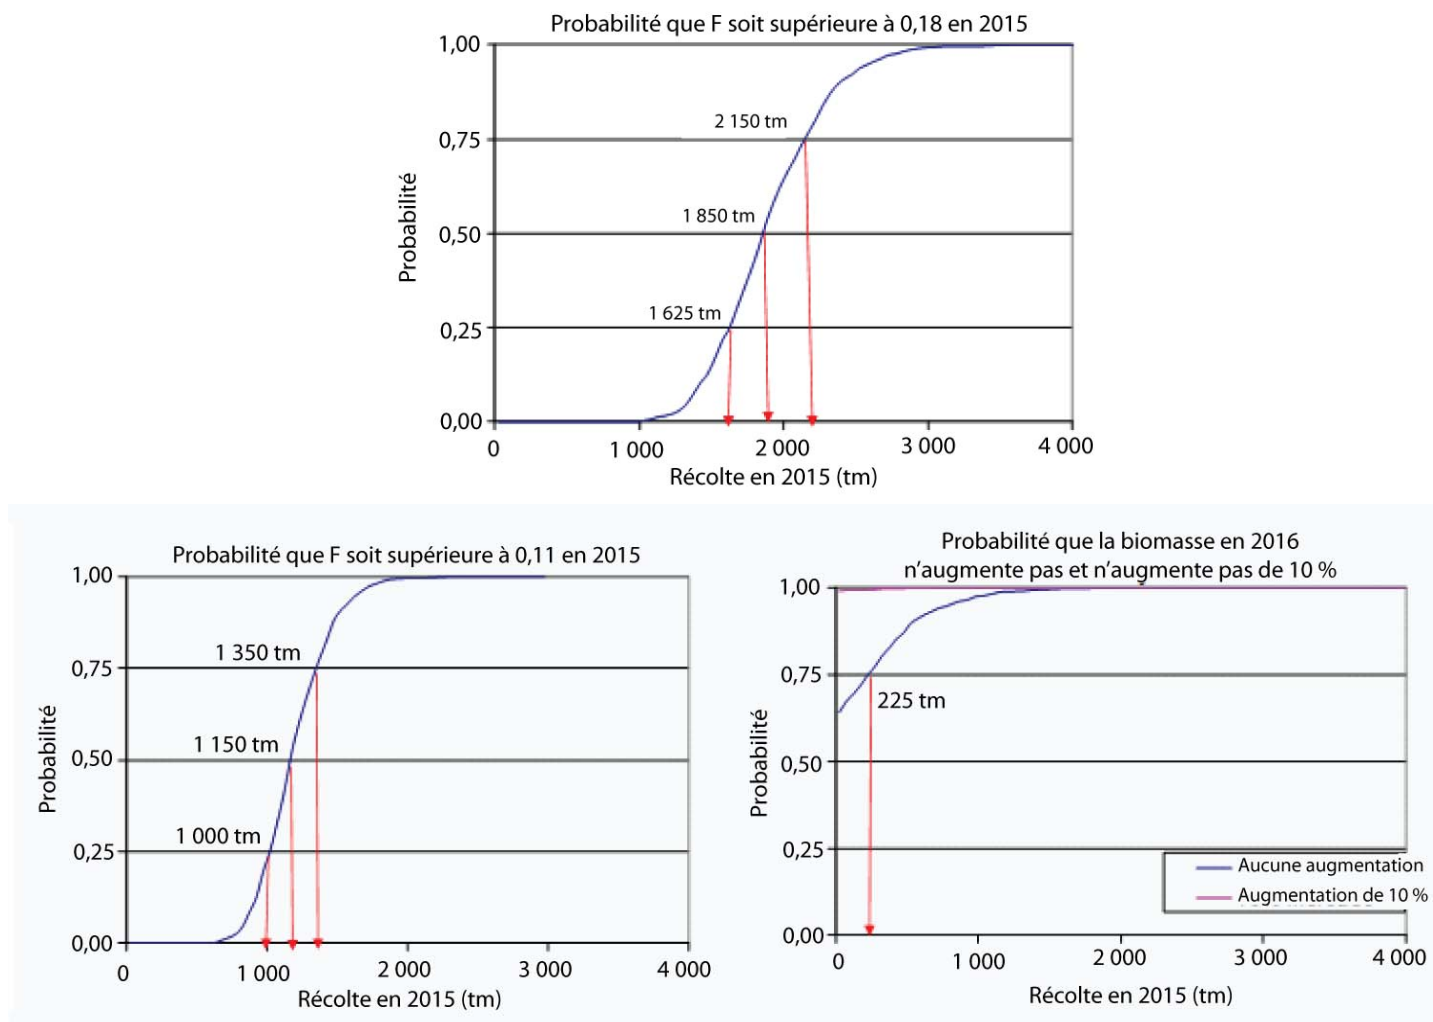 Probabilité que F soit supérieure à 0,18 en 2015
1,00
2 150 tm
0,75
1 850 tm
0,50
1 625 tm
0,25
0,00
Probabilité
0
1 000
2 000
3 000
4 000
Récolte en 2015 (tm)
Probabilité que F soit supérieure à 0,11 en 2015
1,00
1 350 tm
0,75
1 150 tm
0,50
1 000 tm
0,25
0,00
Probabilité
0
1 000
2 000
3 000
4 000
Récolte en 2015 (tm)
Probabilité que la biomasse en 2016
n’augmente pas et n’augmente pas de 10 %
1,00
0,75
225 tm
0,50
0,25
0,00
Probabilité
Aucune augmentation
Augmentation de 10 %
0
1 000
2 000
3 000
4 000
Récolte en 2015 (tm)